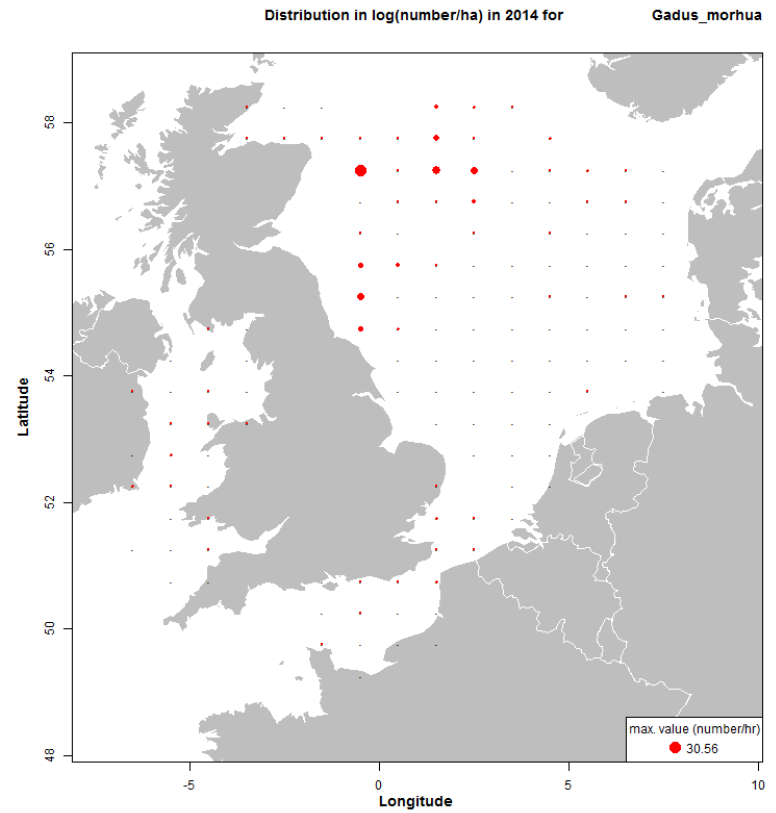 Distribution in log(number/ha) in 2014 for Gadus_morhua
58
56
54
52
50
48
Latitude
-5 0 5 10
Longitude
max. value (number/hr)
30.56